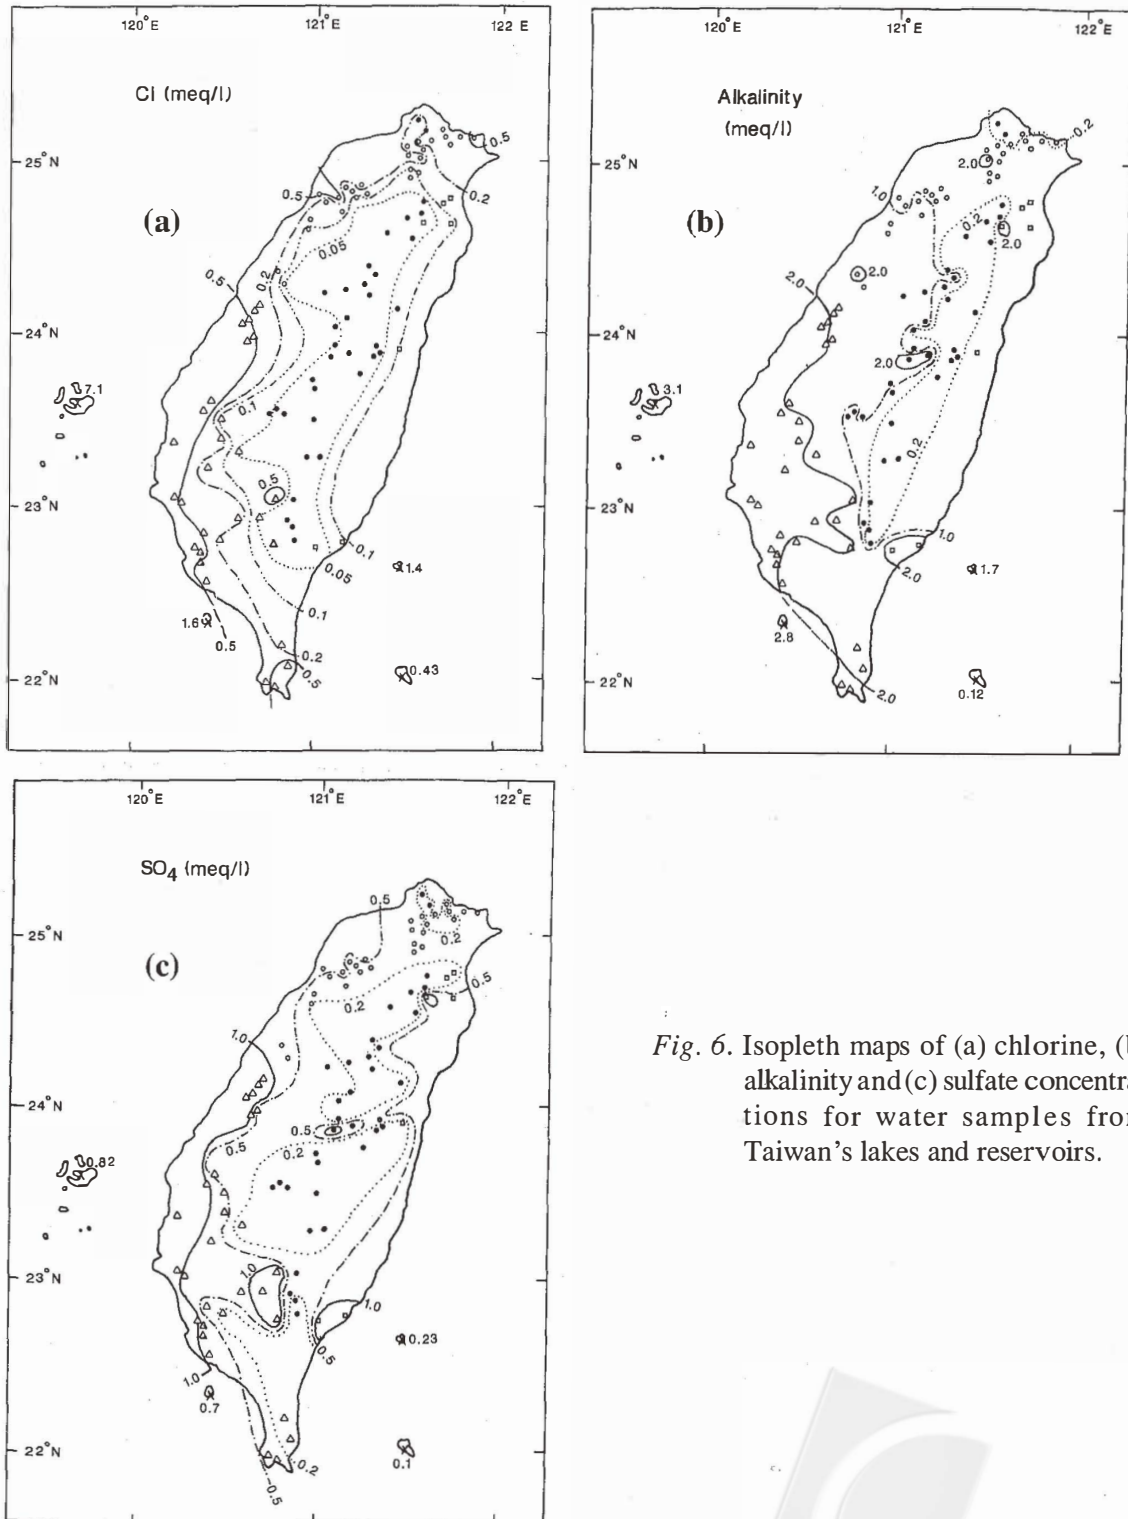 120°E
121°E
122°E
Cl (meq/l)
25°N
(a)
0.5
0.5
0.2
0.05
0.2
0.5
24°N
7.1
0.1
0.5
23°N
0.1
0.05
1.4
0.1
1.6
0.5
0.2
0.5
0.43
22°N
120°E
121°E
122°E
Alkalinity
(meq/l)
0.2
25°N
2.0
1.0
(b)
0.2
2.0
2.0
2.0
24°N
2.0
3.1
0.2
23°N
1.0
2.0
1.7
2.8
22°N
2.0
0.12
120°E
121°E
122°E
SO4 (meq/l)
0.5
25°N
0.2
(c)
0.5
0.2
1.0
24°N
0.5
0.5
0.2
0.82
23°N
1.0
1.0
0.23
0.5
1.0
0.7
22°N
0.2
0.5
0.1
Fig. 6. Isopleth maps of (a) chlorine, (b
alkalinity and (c) sulfate concentra
tions for water samples from
Taiwan's lakes and reservoirs.